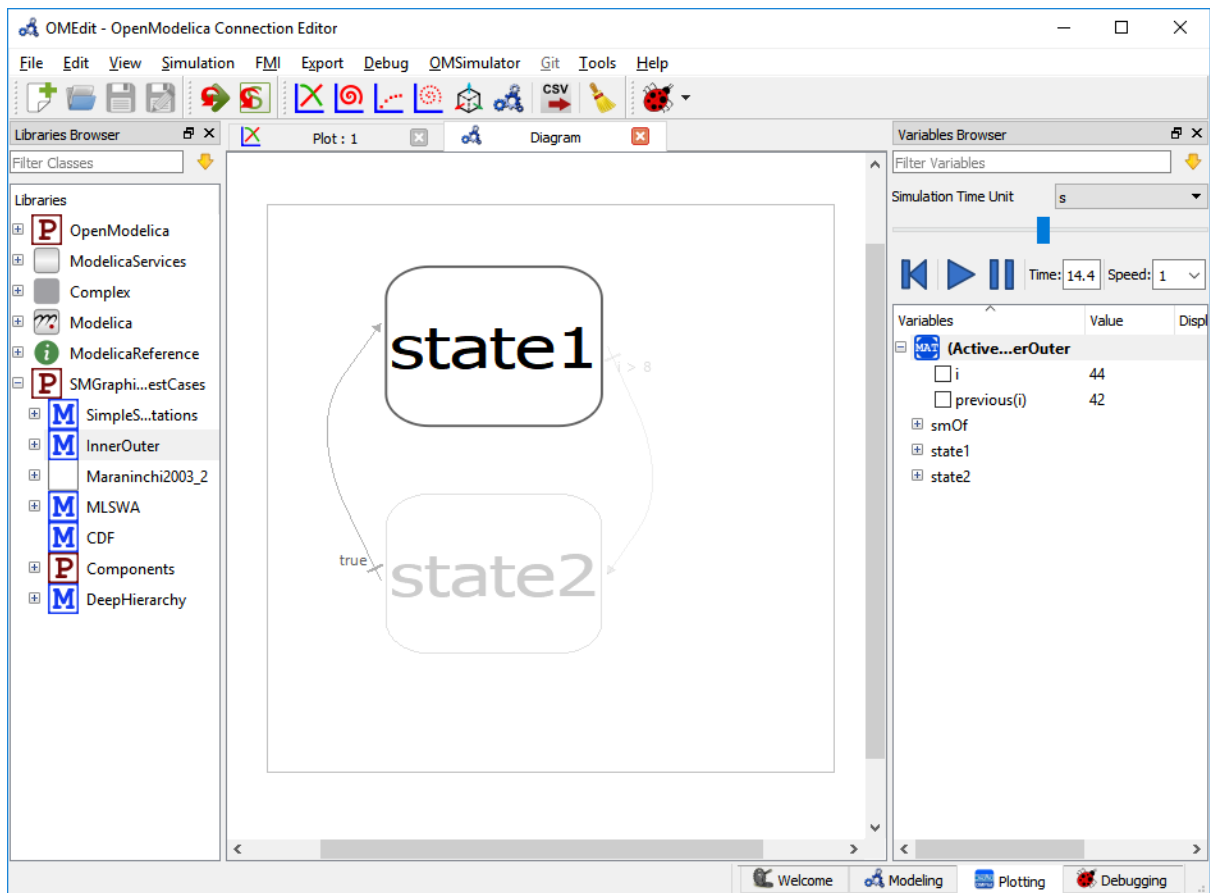 OMEdit - OpenModelica Connection Editor
File Edit View Simulation FMI Export Debug OMSimulator Git Tools Help
CSV
Libraries Browser
Filter Classes
Libraries
P OpenModelica
ModelicaServices
Complex
Modelica
i ModelicaReference
P SMGraphi...estCases
M SimpleS...tations
M InnerOuter
Maraninchi2003_2
M MLSWA
M CDF
P Components
M DeepHierarchy
Plot : 1
Diagram
state1
i > 8
true
state2
Variables Browser
Filter Variables
Simulation Time Unit s
Time: 14.4 Speed: 1
Variables Value Displ
MAT (Active...erOuter
i 44
previous(i) 42
smOf
state1
state2
Welcome Modeling Plotting Debugging